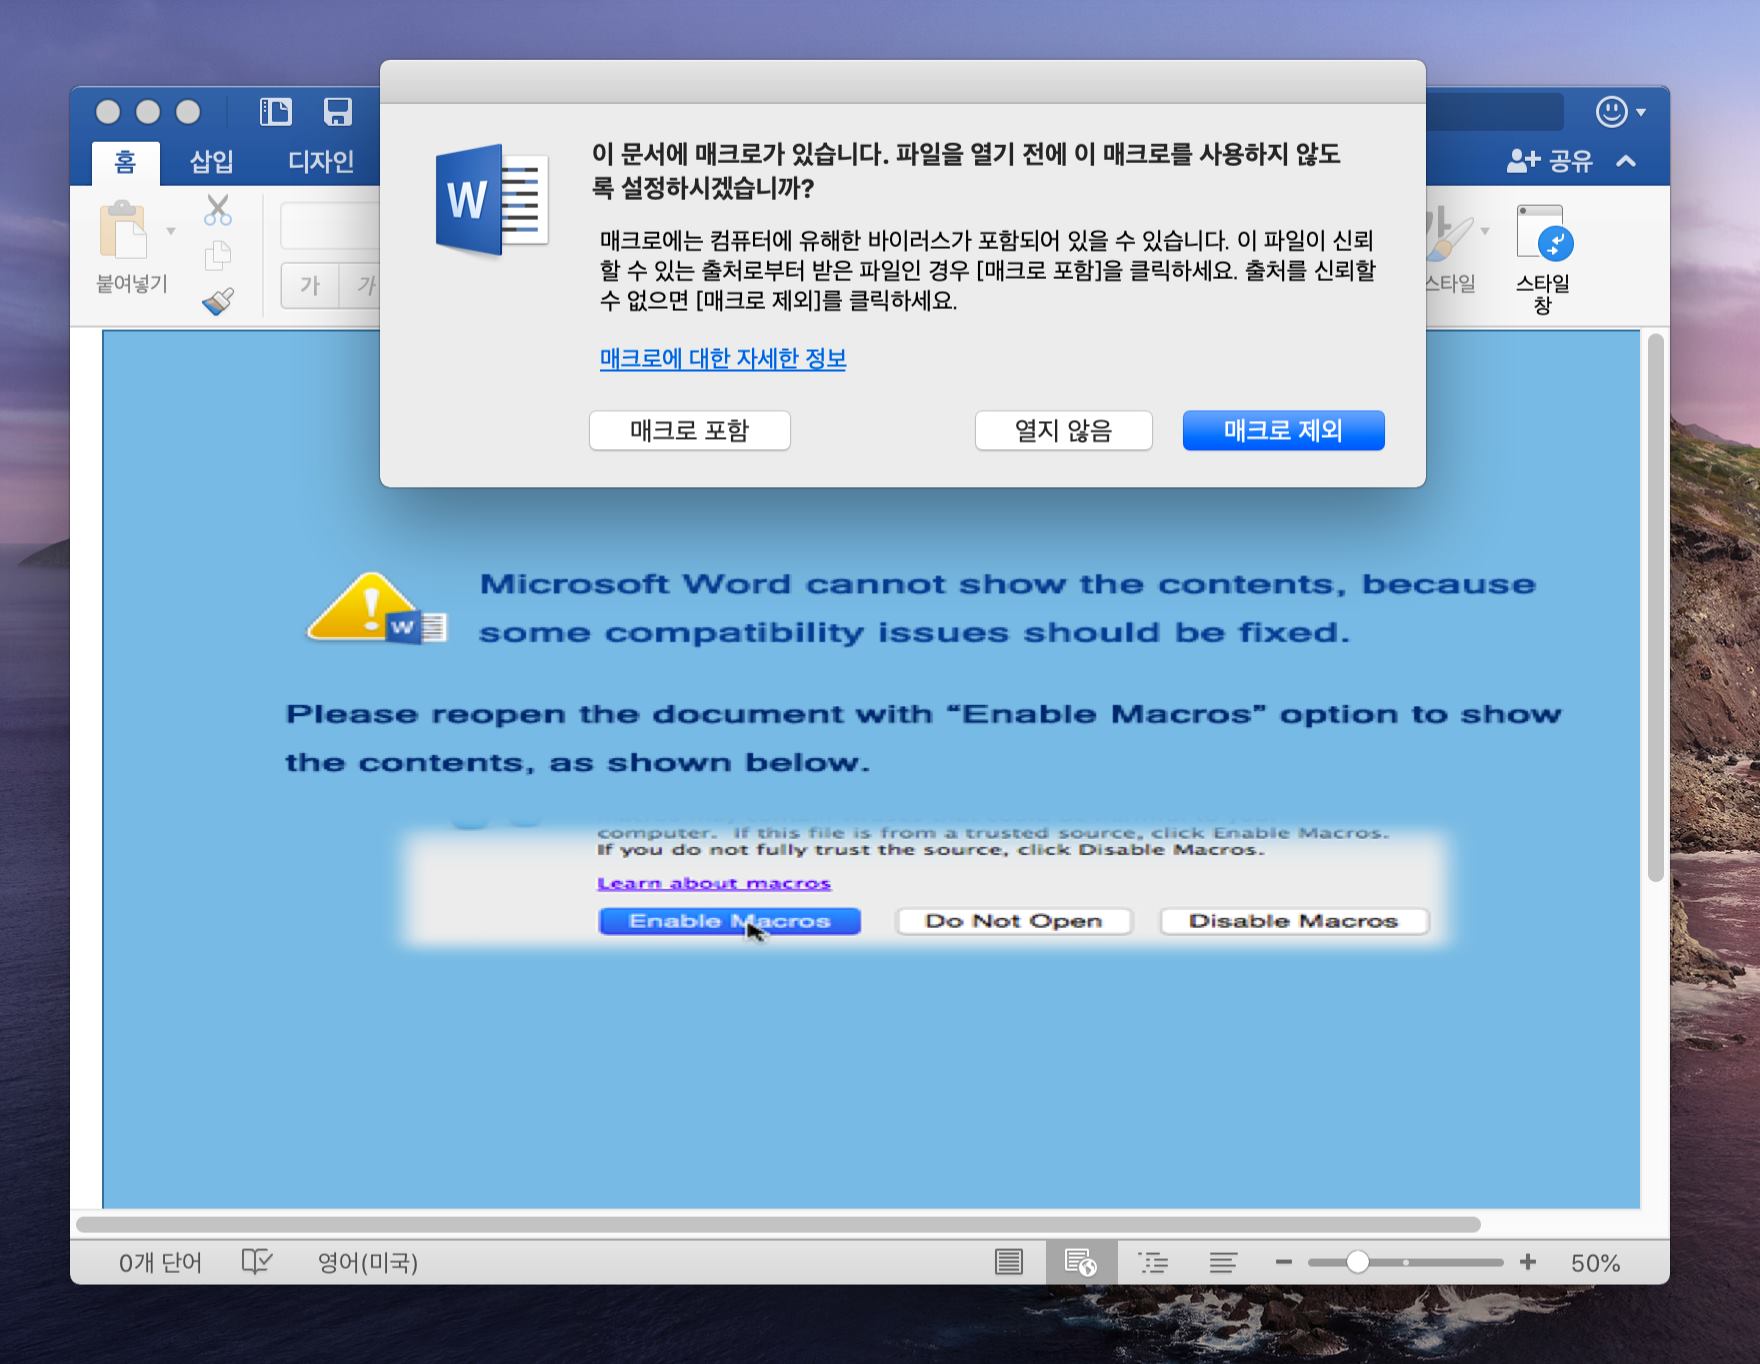 홈 삽입 디자인
공유
붙여넣기
가 가
스타일
스타일
창
W
이 문서에 매크로가 있습니다. 파일을 열기 전에 이 매크로를 사용하지 않도
록 설정하시겠습니까?
매크로에는 컴퓨터에 유해한 바이러스가 포함되어 있을 수 있습니다. 이 파일이 신뢰
할 수 있는 출처로부터 받은 파일인 경우 [매크로 포함]을 클릭하세요. 출처를 신뢰할
수 없으면 [매크로 제외]를 클릭하세요.
매크로에 대한 자세한 정보
매크로 포함 열지 않음 매크로 제외
W
Microsoft Word cannot show the contents, because
some compatibility issues should be fixed.
Please reopen the document with “Enable Macros” option to show
the contents, as shown below.
computer. If this file is from a trusted source, click Enable Macros.
If you do not fully trust the source, click Disable Macros.
Learn about macros
Enable Macros Do Not Open Disable Macros
0개 단어 영어(미국) 50%